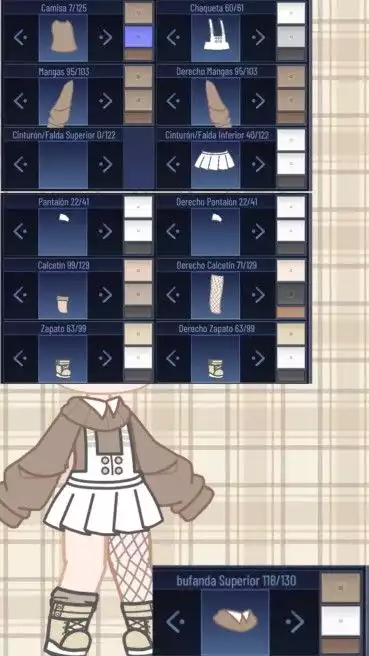 Camisa 7/125
Chaqueta 60/61
Mangas 95/103
Derecho Mangas 95/103
Cinturón/Falda Superior 0/122
Cinturón/Falda Inferior 40/122
Pantalón 22/41
Derecho Pantalón 22/41
Calcetín 99/129
Derecho Calcetín 71/129
Zapato 63/99
Derecho Zapato 63/99
bufanda Superior 118/130